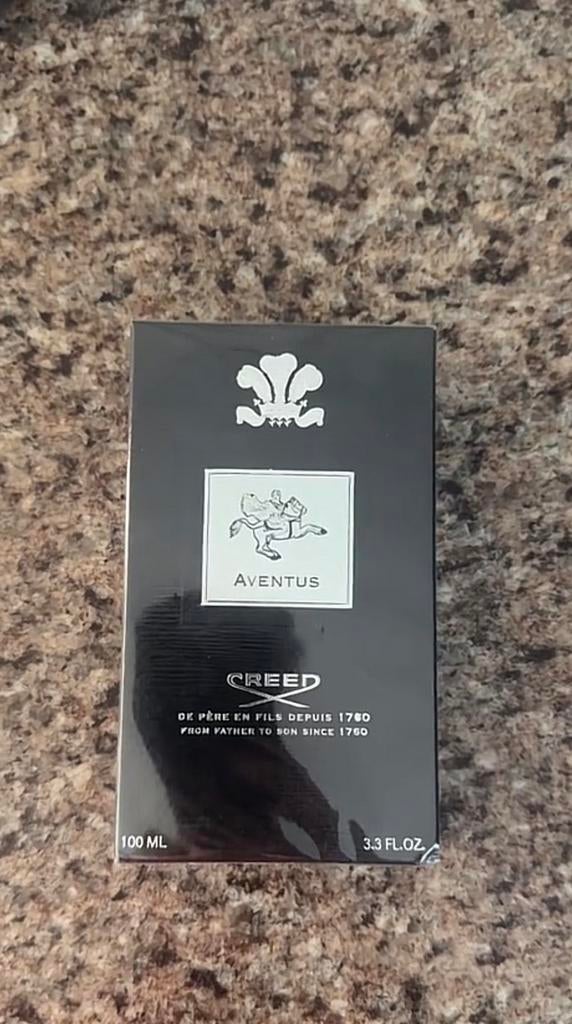 AVENTUS
CREED
DE PÈRE EN FILS DEPUIS 1760
FROM FATHER TO SON SINCE 1760
100 ML
3.3 FL.OZ.